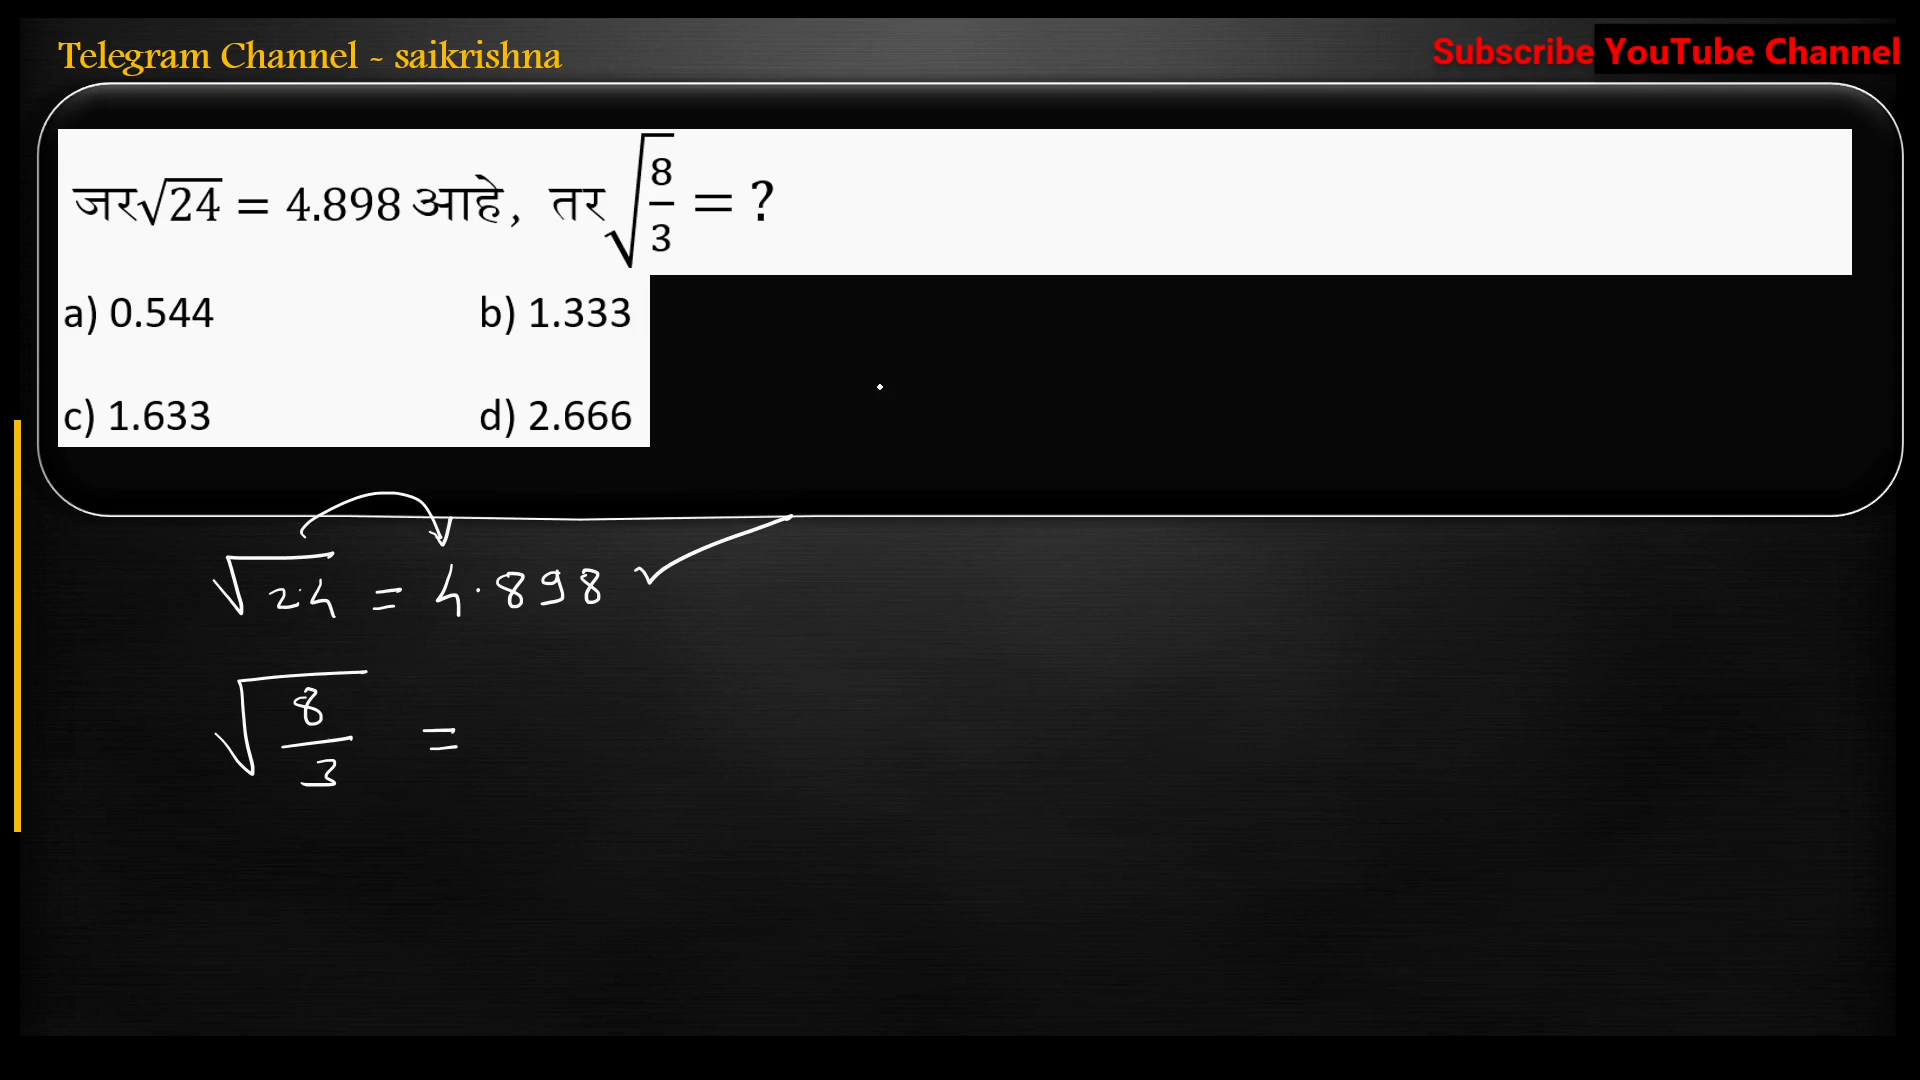 Telegram Channel - saikrishna
Subscribe YouTube Channel
जर√24 = 4.898 आहे, तर √(8/3) = ?
a) 0.544 b) 1.333
c) 1.633 d) 2.666
√24 = 4.898 ✓
√(8/3) =